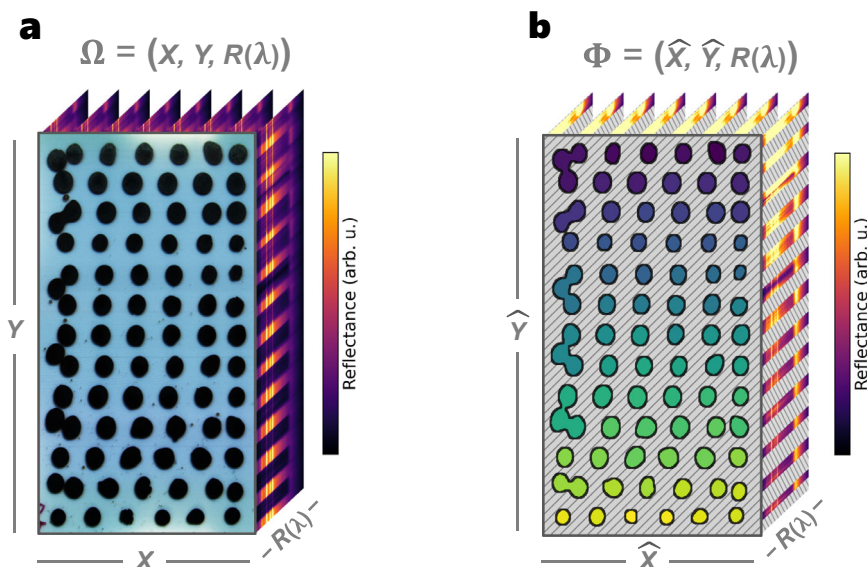 a
Ω = (X, Y, R(λ))
Y
X
–R(λ)–
Reflectance (arb. u.)
b
Φ = (X̂, Ŷ, R(λ))
Ŷ
X̂
–R(λ)–
Reflectance (arb. u.)